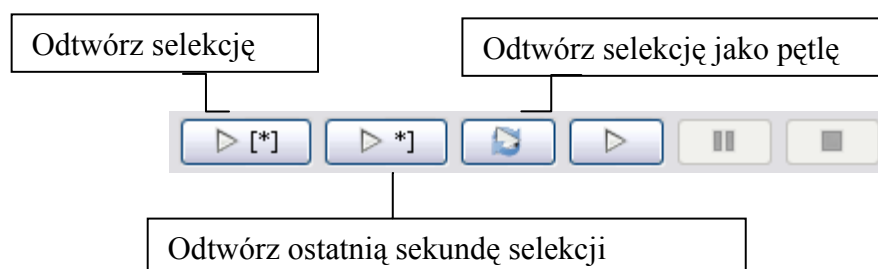 Odtwórz selekcję
Odtwórz selekcję jako pętlę
[*]
*]
Odtwórz ostatnią sekundę selekcji